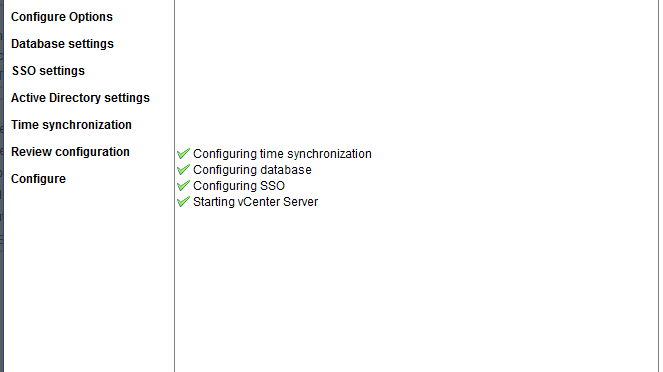 Configure Options
Database settings
SSO settings
Active Directory settings
Time synchronization
Review configuration
Configure
Configuring time synchronization
Configuring database
Configuring SSO
Starting vCenter Server